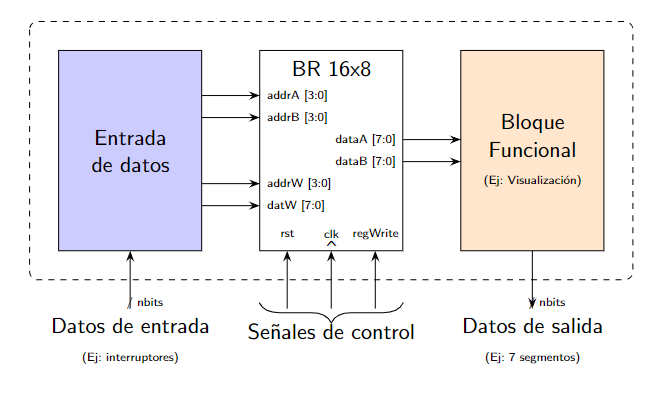 BR 16x8
addrA [3:0]
addrB [3:0]
dataA [7:0]
dataB [7:0]
addrW [3:0]
datW [7:0]
rst
clk
regWrite
Entrada
de datos
Bloque
Funcional
(Ej: Visualización)
nbits
Datos de entrada
(Ej: interruptores)
Señales de control
nbits
Datos de salida
(Ej: 7 segmentos)